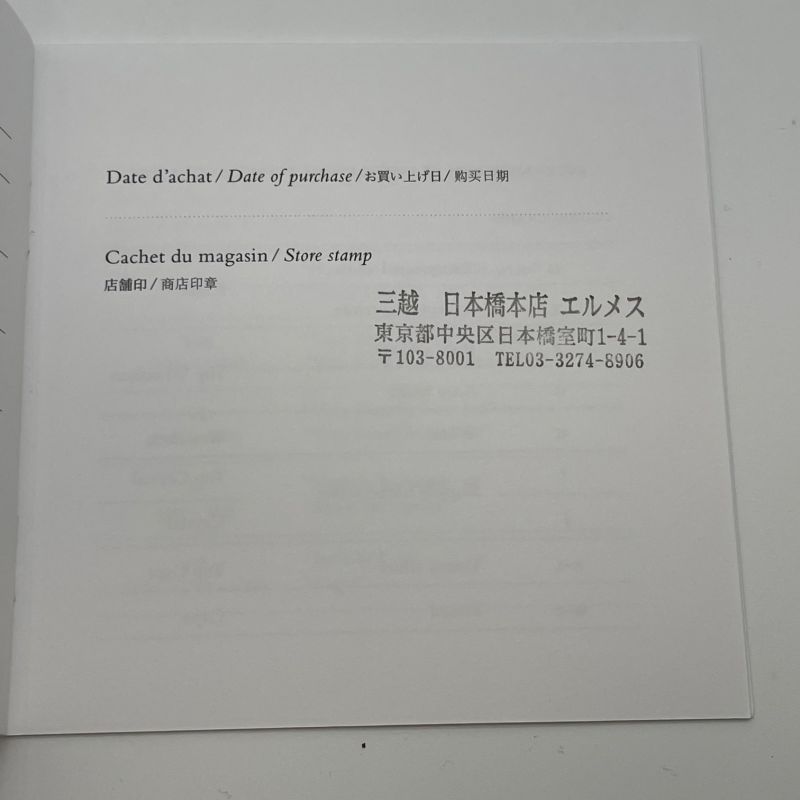 Date d'achat / Date of purchase / お買い上げ日 / 购买日期
Cachet du magasin / Store stamp
店舗印 / 商店印章
三越 日本橋本店 エルメス
東京都中央区日本橋室町1-4-1
〒103-8001 TEL03-3274-8906